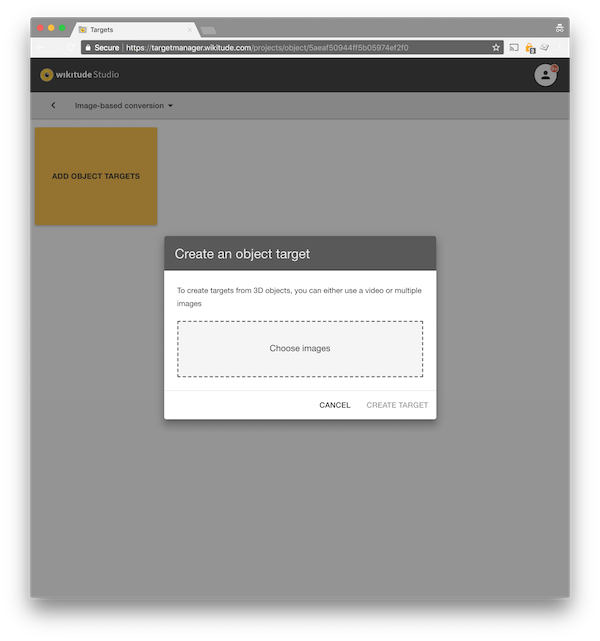 Targets
Secure https://targetmanager.wikitude.com/projects/object/5aeaf50944ff5b05974ef2f0
wikitude Studio
Image-based conversion
ADD OBJECT TARGETS
Create an object target
To create targets from 3D objects, you can either use a video or multiple
images
Choose images
CANCEL CREATE TARGET